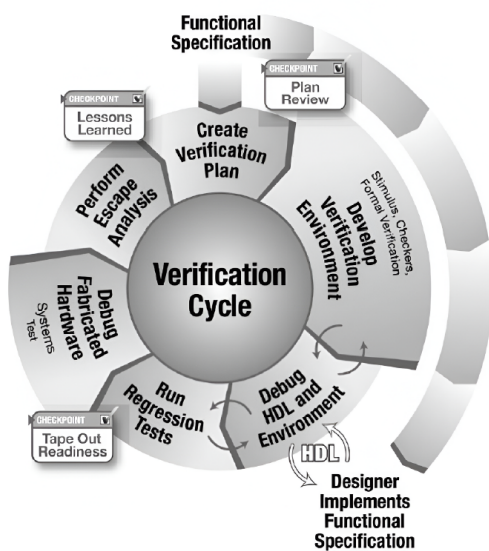 Functional
Specification
CHECKPOINT
Plan
Review
CHECKPOINT
Lessons
Learned
Create
Verification
Plan
Stimulus, Checkers,
Formal Verification
Develop
Verification
Environment
Perform
Escape
Analysis
Verification
Cycle
Debug
Fabricated
Hardware
Systems
Test
Run
Regression
Tests
Debug
HDL and
Environment
CHECKPOINT
Tape Out
Readiness
HDL
Designer
Implements
Functional
Specification